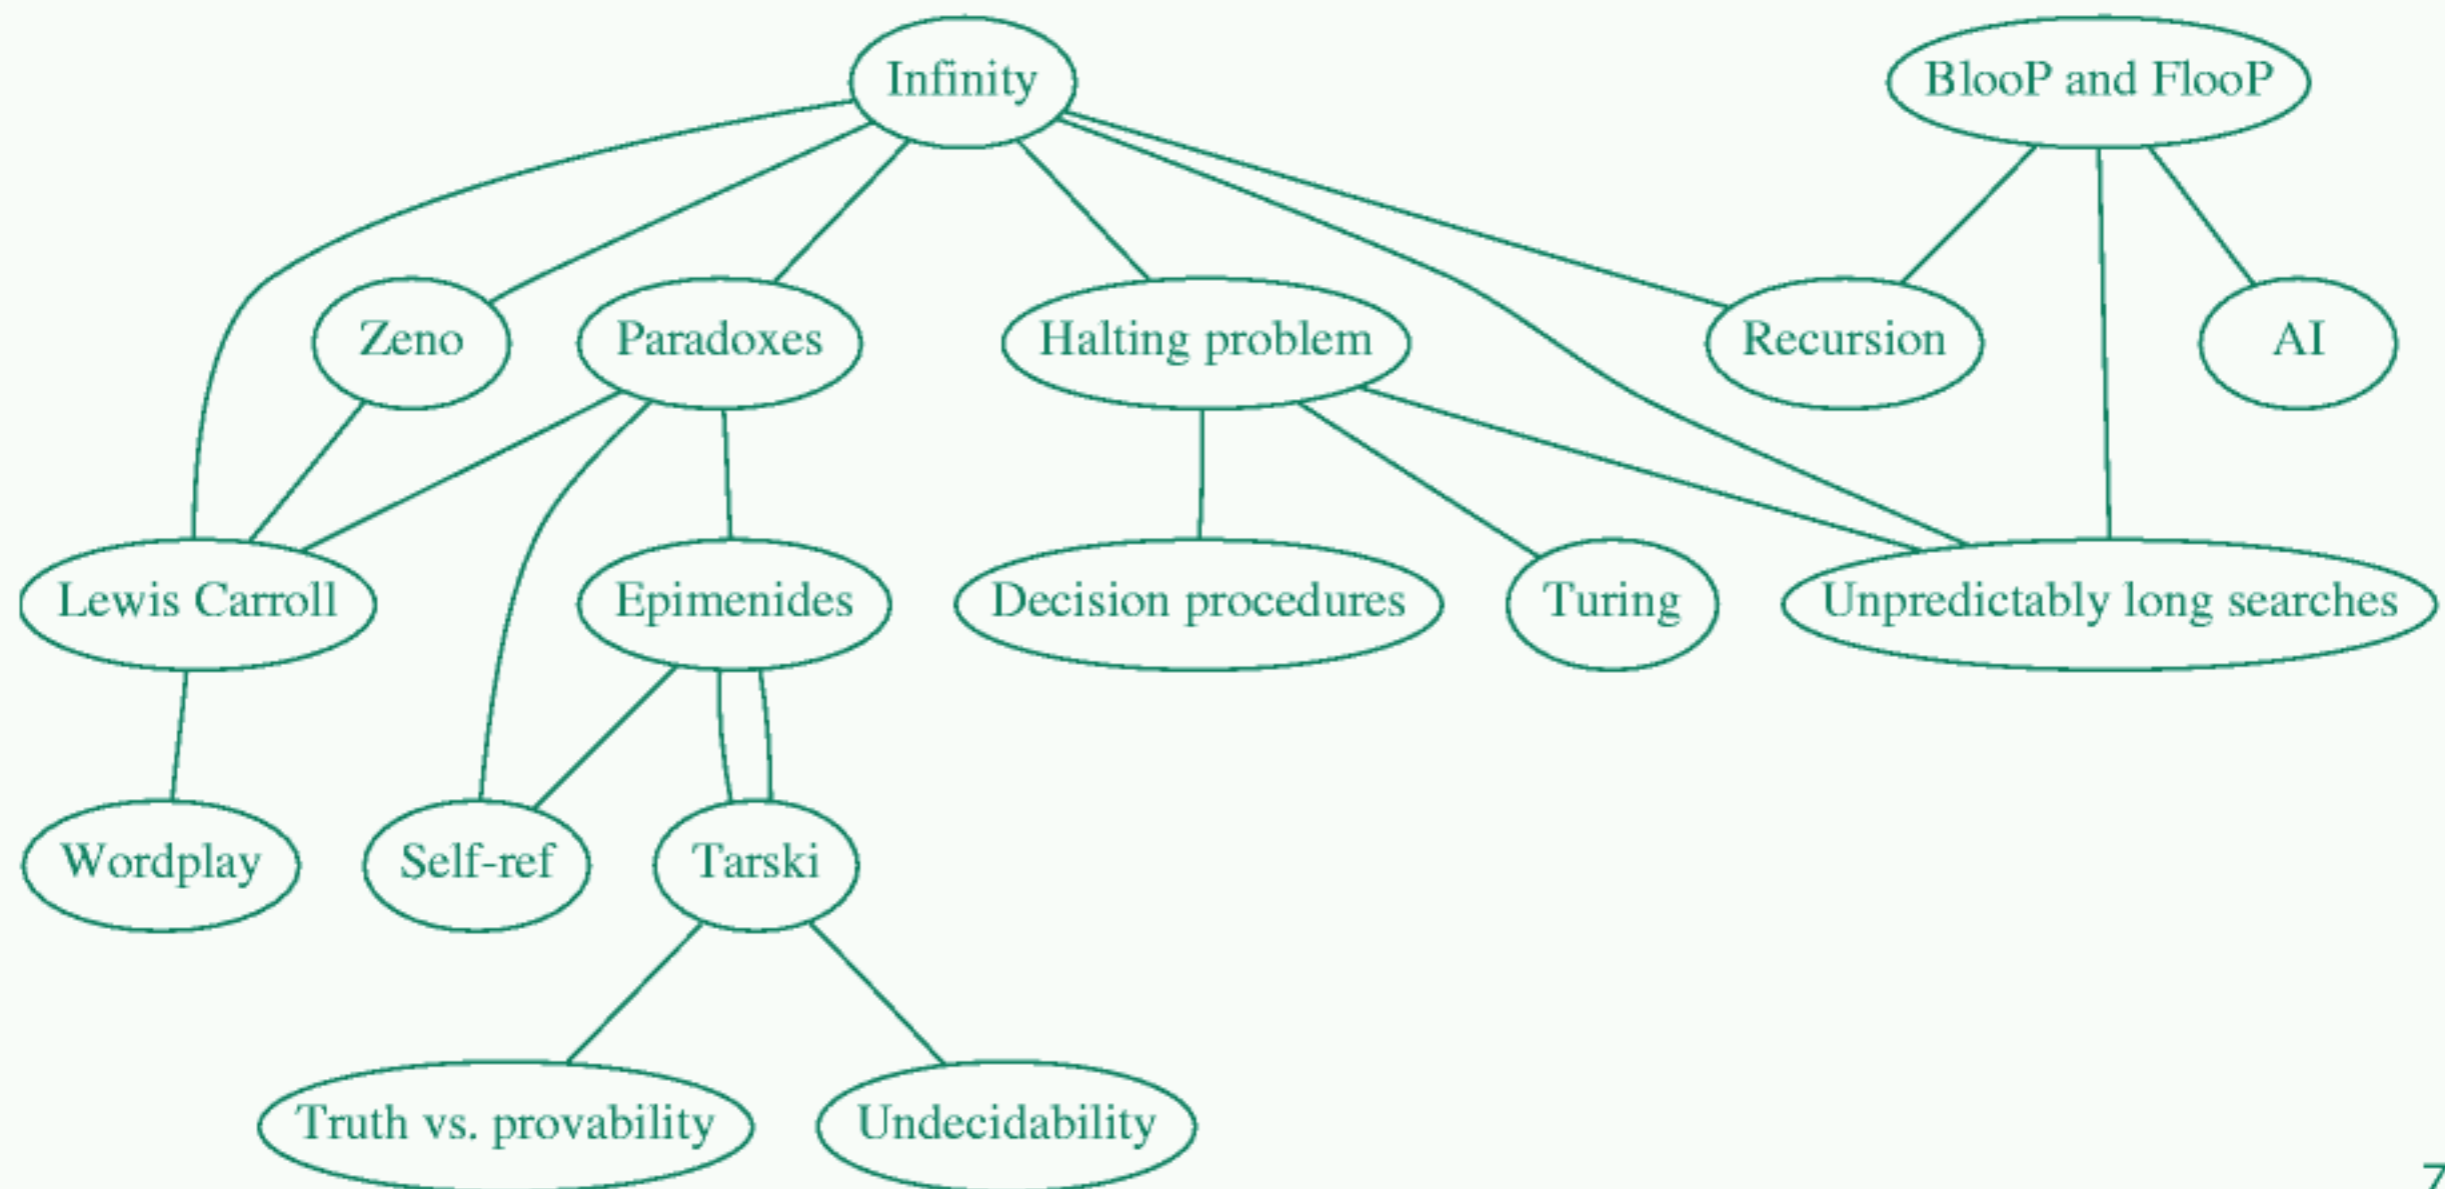 Infinity
BlooP and FlooP
Zeno
Paradoxes
Halting problem
Recursion
AI
Lewis Carroll
Epimenides
Decision procedures
Turing
Unpredictably long searches
Wordplay
Self-ref
Tarski
Truth vs. provability
Undecidability
7